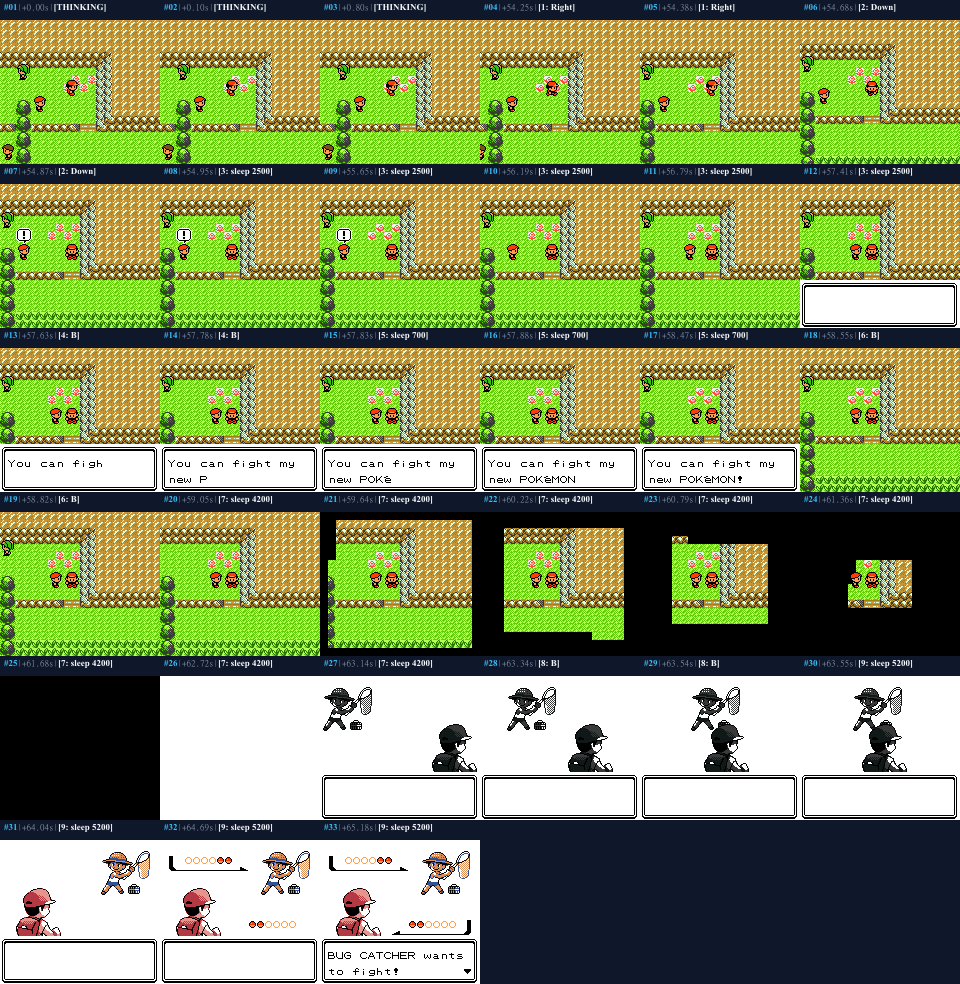 #01 | +0.00s | [THINKING]
#02 | +0.10s | [THINKING]
#03 | +0.80s | [THINKING]
#04 | +54.25s | [1: Right]
#05 | +54.38s | [1: Right]
#06 | +54.68s | [2: Down]
#07 | +54.87s | [2: Down]
#08 | +54.95s | [3: sleep 2500]
#09 | +55.65s | [3: sleep 2500]
#10 | +56.19s | [3: sleep 2500]
#11 | +56.79s | [3: sleep 2500]
#12 | +57.41s | [3: sleep 2500]
!
!
!
#13 | +57.63s | [4: B]
#14 | +57.78s | [4: B]
#15 | +57.83s | [5: sleep 700]
#16 | +57.88s | [5: sleep 700]
#17 | +58.47s | [5: sleep 700]
#18 | +58.55s | [6: B]
You can figh
You can fight my
new P
You can fight my
new POKé
You can fight my
new POKéMON
You can fight my
new POKéMON!
#19 | +58.82s | [6: B]
#20 | +59.05s | [7: sleep 4200]
#21 | +59.64s | [7: sleep 4200]
#22 | +60.22s | [7: sleep 4200]
#23 | +60.79s | [7: sleep 4200]
#24 | +61.36s | [7: sleep 4200]
#25 | +61.68s | [7: sleep 4200]
#26 | +62.72s | [7: sleep 4200]
#27 | +63.14s | [7: sleep 4200]
#28 | +63.34s | [8: B]
#29 | +63.54s | [8: B]
#30 | +63.55s | [9: sleep 5200]
#31 | +64.04s | [9: sleep 5200]
#32 | +64.69s | [9: sleep 5200]
#33 | +65.18s | [9: sleep 5200]
BUG CATCHER wants
to fight!